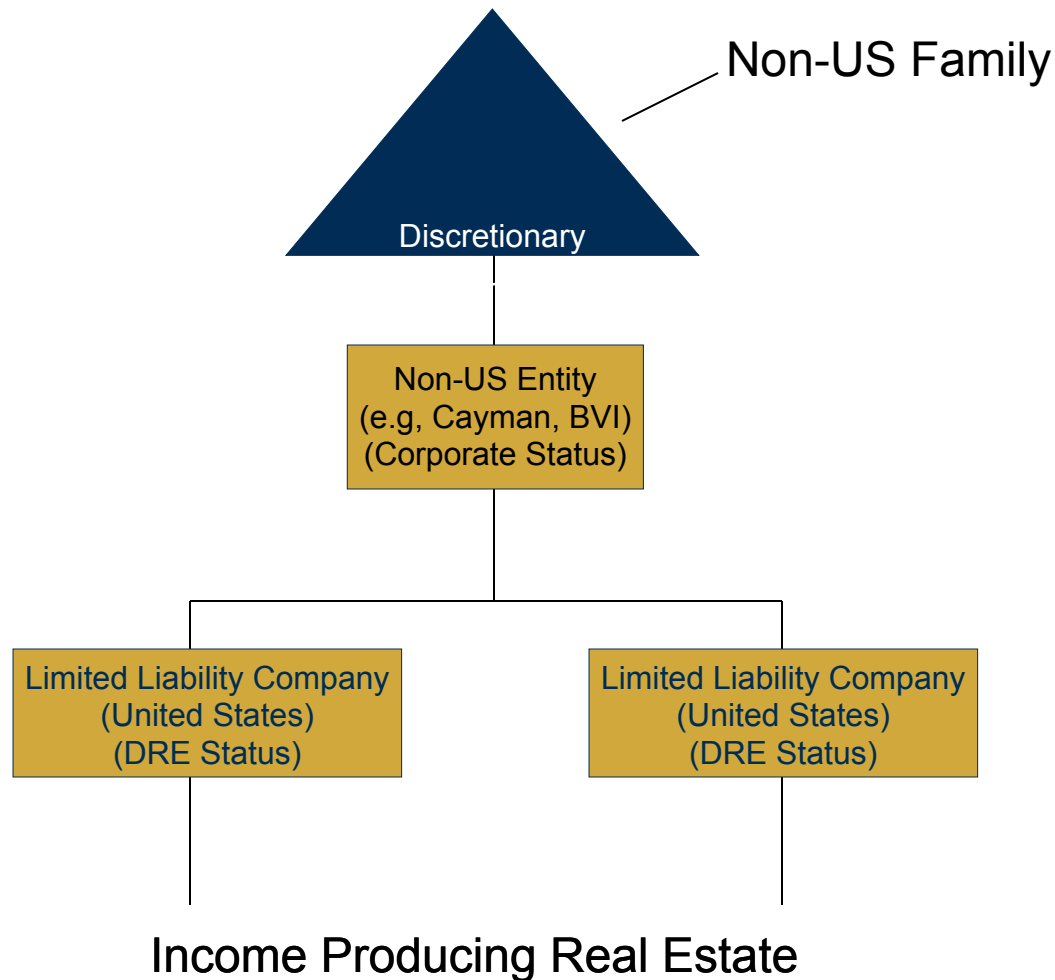 Non-US Family
Discretionary
Non-US Entity
(e.g, Cayman, BVI)
(Corporate Status)
Limited Liability Company
(United States)
(DRE Status)
Limited Liability Company
(United States)
(DRE Status)
Income Producing Real Estate